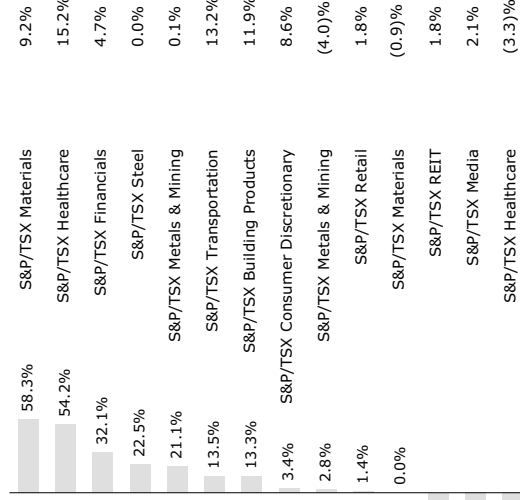 9.2%
15.2%
4.7%
0.0%
0.1%
13.2%
11.9%
8.6%
(4.0)%
1.8%
(0.9)%
1.8%
2.1%
(3.3)%
S&P/TSX Materials
S&P/TSX Healthcare
S&P/TSX Financials
S&P/TSX Steel
S&P/TSX Metals & Mining
S&P/TSX Transportation
S&P/TSX Building Products
S&P/TSX Consumer Discretionary
S&P/TSX Metals & Mining
S&P/TSX Retail
S&P/TSX Materials
S&P/TSX REIT
S&P/TSX Media
S&P/TSX Healthcare
58.3%
54.2%
32.1%
22.5%
21.1%
13.5%
13.3%
3.4%
2.8%
1.4%
0.0%